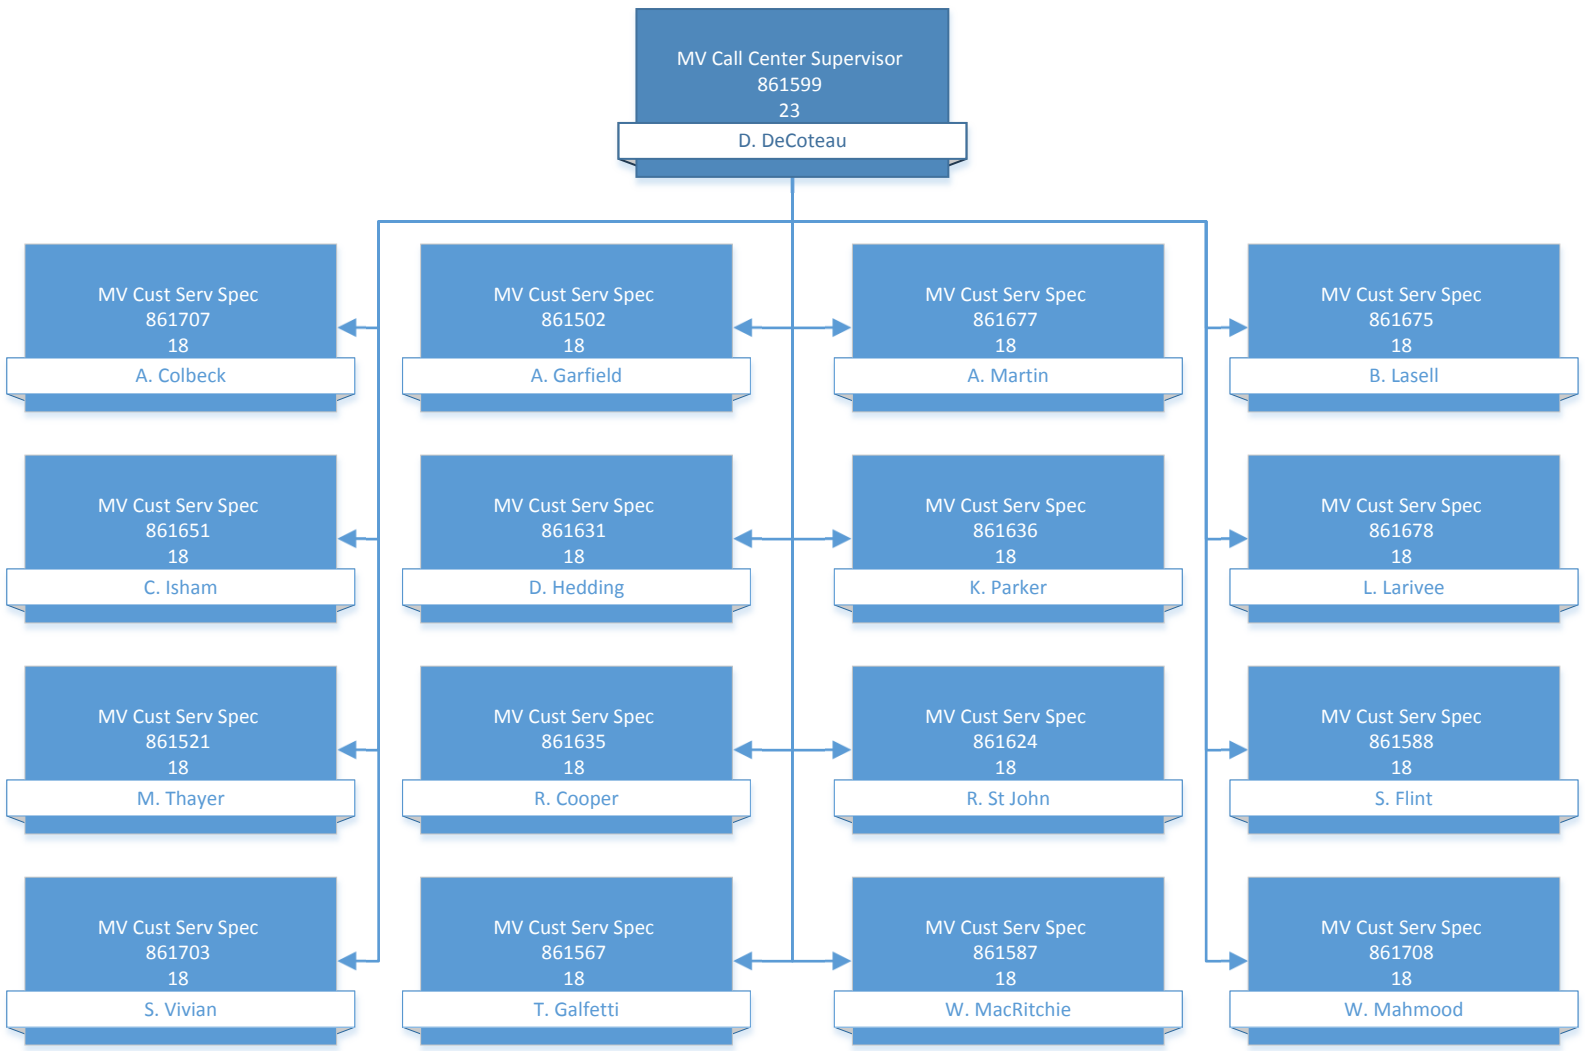 MV Call Center Supervisor
861599
23
D. DeCoteau
MV Cust Serv Spec
861707
18
A. Colbeck
MV Cust Serv Spec
861502
18
A. Garfield
MV Cust Serv Spec
861677
18
A. Martin
MV Cust Serv Spec
861675
18
B. Lasell
MV Cust Serv Spec
861651
18
C. Isham
MV Cust Serv Spec
861631
18
D. Hedding
MV Cust Serv Spec
861636
18
K. Parker
MV Cust Serv Spec
861678
18
L. Larivee
MV Cust Serv Spec
861521
18
M. Thayer
MV Cust Serv Spec
861635
18
R. Cooper
MV Cust Serv Spec
861624
18
R. St John
MV Cust Serv Spec
861588
18
S. Flint
MV Cust Serv Spec
861703
18
S. Vivian
MV Cust Serv Spec
861567
18
T. Galfetti
MV Cust Serv Spec
861587
18
W. MacRitchie
MV Cust Serv Spec
861708
18
W. Mahmood